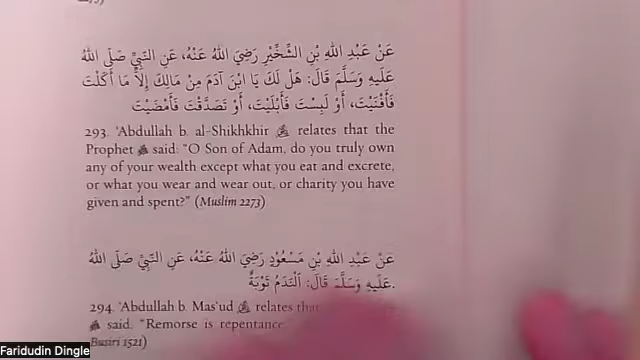 عَنْ عَبْدِ اللهِ بْنِ الشِّخِّيْرِ رَضِيَ اللهُ عَنْهُ، عَنِ النَّبِيِّ صَلَّى اللهُ
عَلَيْهِ وَسَلَّمَ قَالَ: هَلْ لَكَ يَا ابْنَ آدَمَ مِنْ مَالِكَ إِلاَّ مَا أَكَلْتَ
فَأَفْنَيْتَ، أَوْ لَبِسْتَ فَأَبْلَيْتَ، أَوْ تَصَدَّقْتَ فَأَمْضَيْتَ
293. ‘Abdullah b. al-Shikhkhir relates that the
Prophet said: “O Son of Adam, do you truly own
any of your wealth except what you eat and excrete,
or what you wear and wear out, or charity you have
given and spent?” (Muslim 2273)
عَنْ عَبْدِ اللهِ بْنِ مَسْعُوْدٍ رَضِيَ اللهُ عَنْهُ، عَنِ النَّبِيِّ صَلَّى اللهُ
عَلَيْهِ وَسَلَّمَ قَالَ: اَلنَّدَمُ تَوْبَةٌ.
294. ‘Abdullah b. Mas‘ud relates
said: “Remorse is repentance
Busiri 1521)
Faridudin Dingle